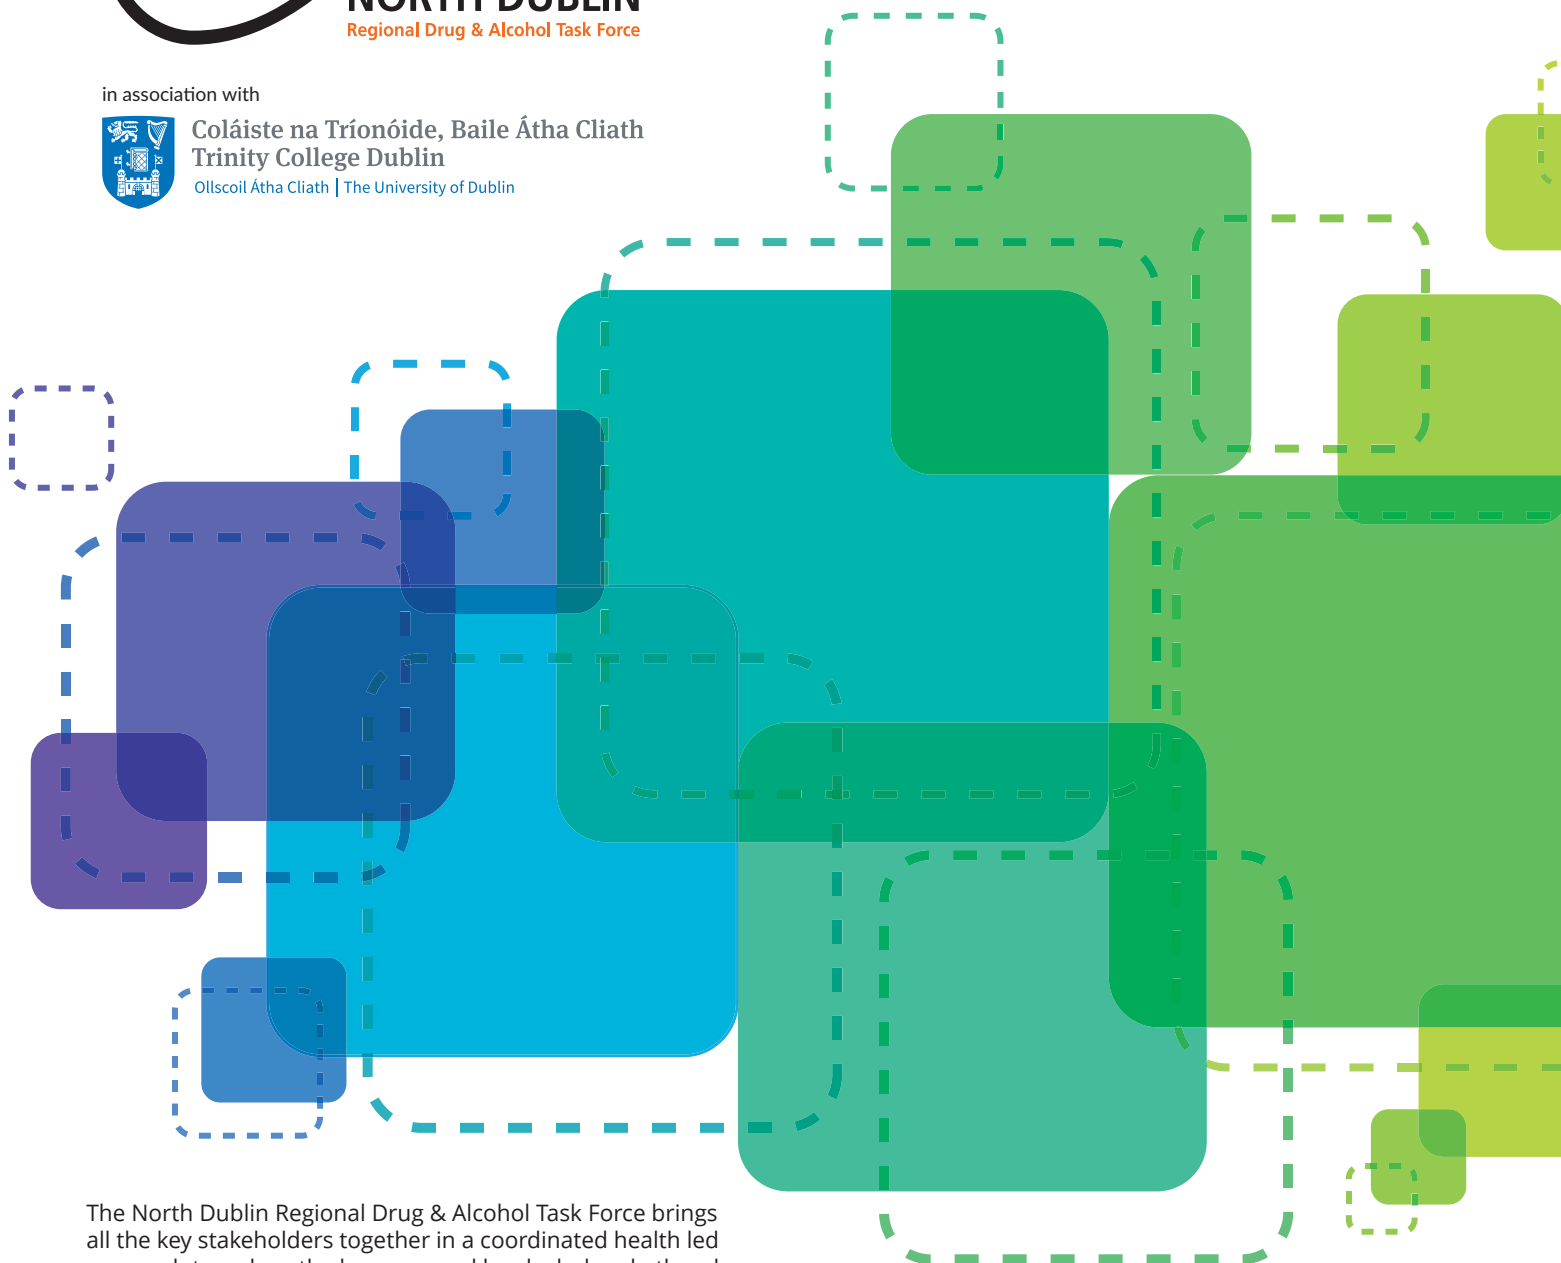 NORTH DUBLIN
Regional Drug & Alcohol Task Force
in association with
Coláiste na Tríonóide, Baile Átha Cliath
Trinity College Dublin
Ollscoil Átha Cliath | The University of Dublin
The North Dublin Regional Drug & Alcohol Task Force brings
all the key stakeholders together in a coordinated health led